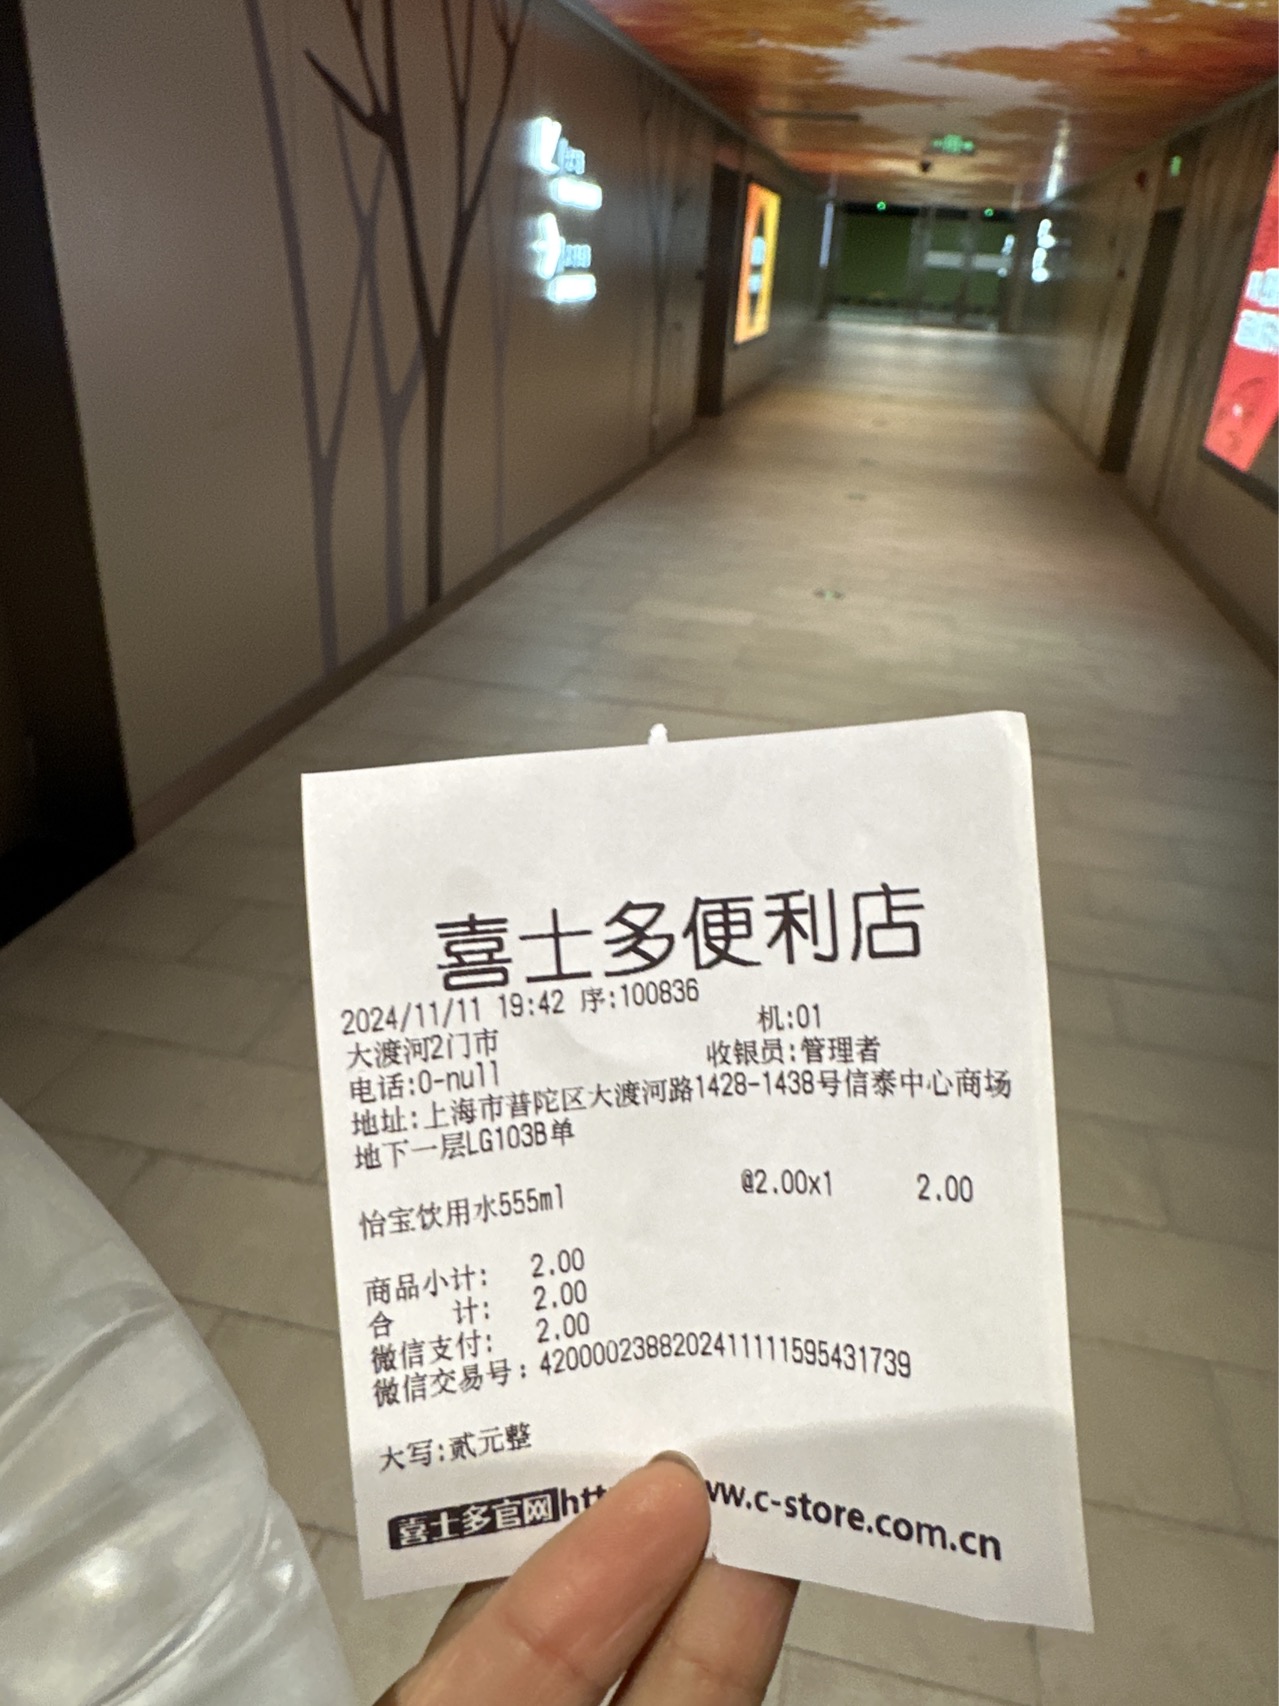 喜士多便利店
2024/11/11 19:42 序:100836
机:01
大渡河2门市
收银员:管理者
电话:0-null
地址:上海市普陀区大渡河路1428-1438号信泰中心商场
地下一层LG103B单
怡宝饮用水555ml @2.00x1 2.00
商品小计: 2.00
合 计: 2.00
微信支付: 2.00
微信交易号:4200002388202411111595431739
大写:贰元整
喜士多官网htt ww.c-store.com.cn